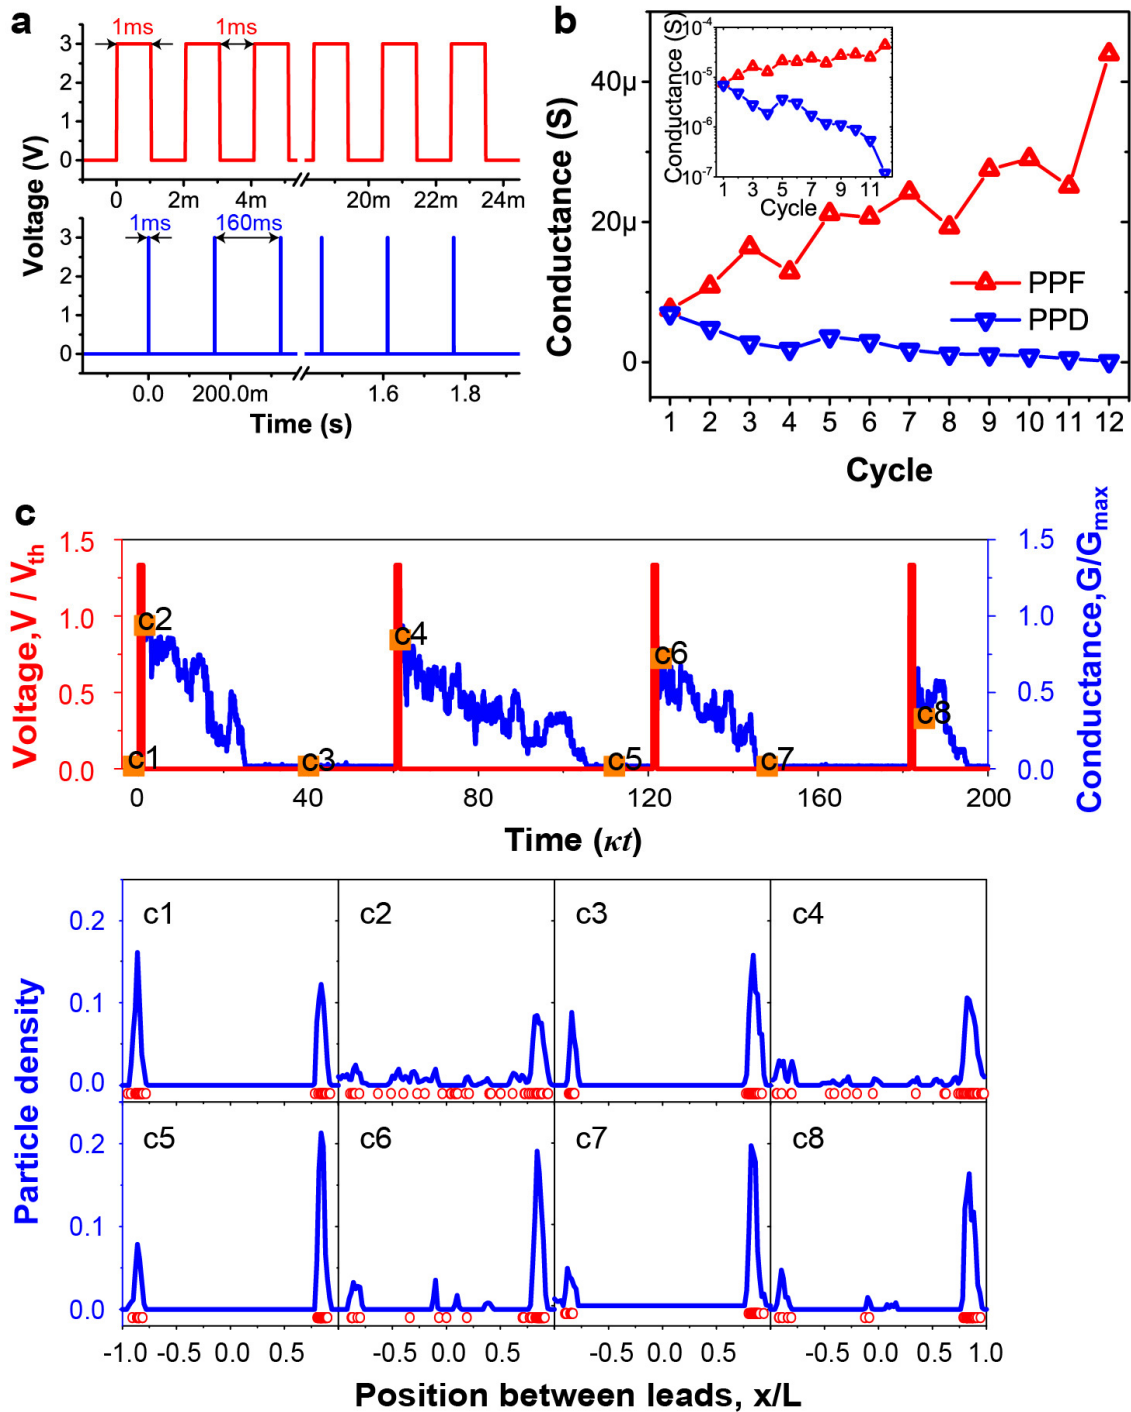 a
1ms
1ms
3
2
1
0
0
2m
4m
20m
22m
24m
Voltage (V)
1ms
160ms
3
2
1
0
0.0
200.0m
1.6
1.8
Time (s)
b
Conductance (S)
40μ
20μ
0
1 2 3 4 5 6 7 8 9 10 11 12
Cycle
PPF
PPD
Conductance (S)
10-4
10-5
10-6
10-7
1 3 5 7 9 11
Cycle
c
Voltage,V / Vth
1.5
1.0
0.5
0.0
c1
c2
c3
c4
c5
c6
c7
c8
1.5
1.0
0.5
0.0
Conductance,G/Gmax
0 40 80 120 160 200
Time (κt)
Particle density
0.2
0.1
0.0
c1
c2
c3
c4
0.2
0.1
0.0
c5
c6
c7
c8
-1.0 -0.5 0.0 0.5 -0.5 0.0 0.5 -0.5 0.0 0.5 -0.5 0.0 0.5 1.0
Position between leads, x/L